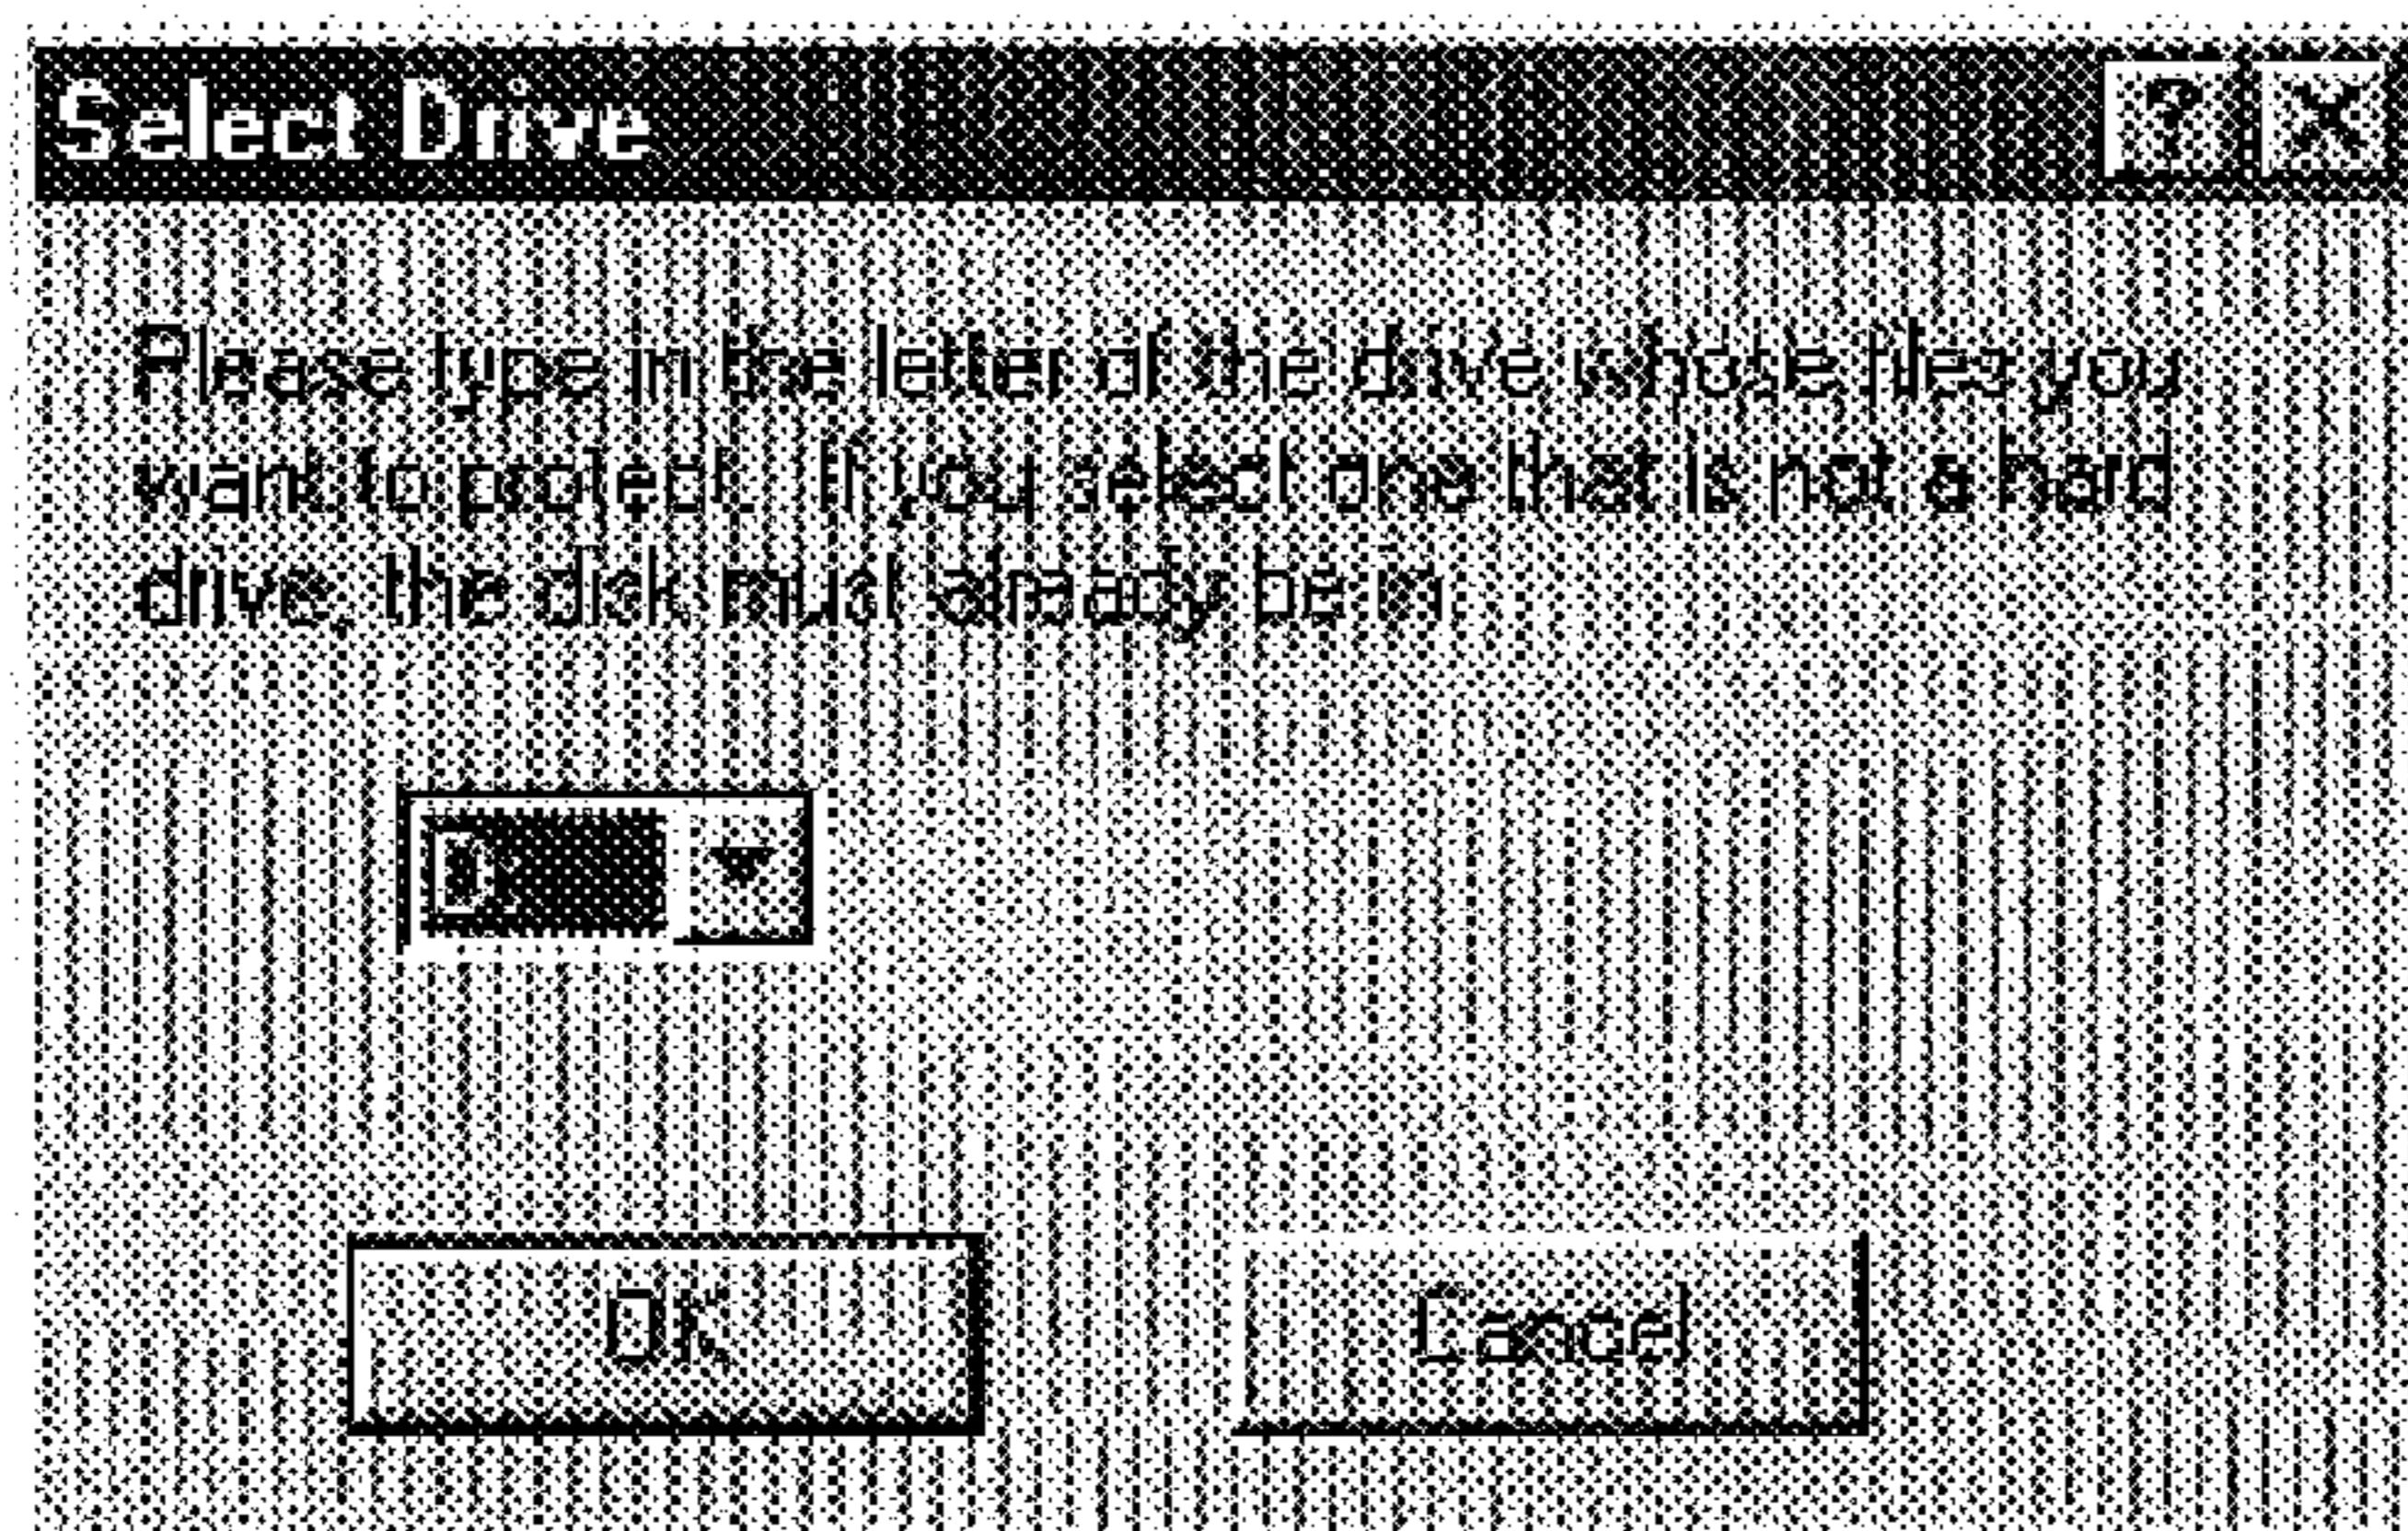 Select Drive ? X
Please type in the letter of the drive whose files you
want to protect. If you select one that is not a hard
drive, the disk must already be in.
D:
OK Cancel